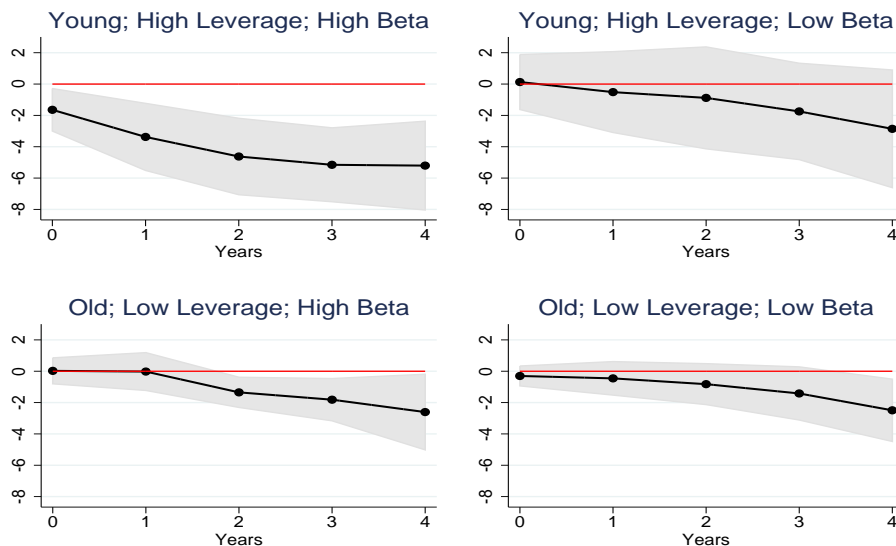 Young; High Leverage; High Beta
2
0
-2
-4
-6
-8
0 1 2 3 4
Years
Young; High Leverage; Low Beta
2
0
-2
-4
-6
-8
0 1 2 3 4
Years
Old; Low Leverage; High Beta
2
0
-2
-4
-6
-8
0 1 2 3 4
Years
Old; Low Leverage; Low Beta
2
0
-2
-4
-6
-8
0 1 2 3 4
Years